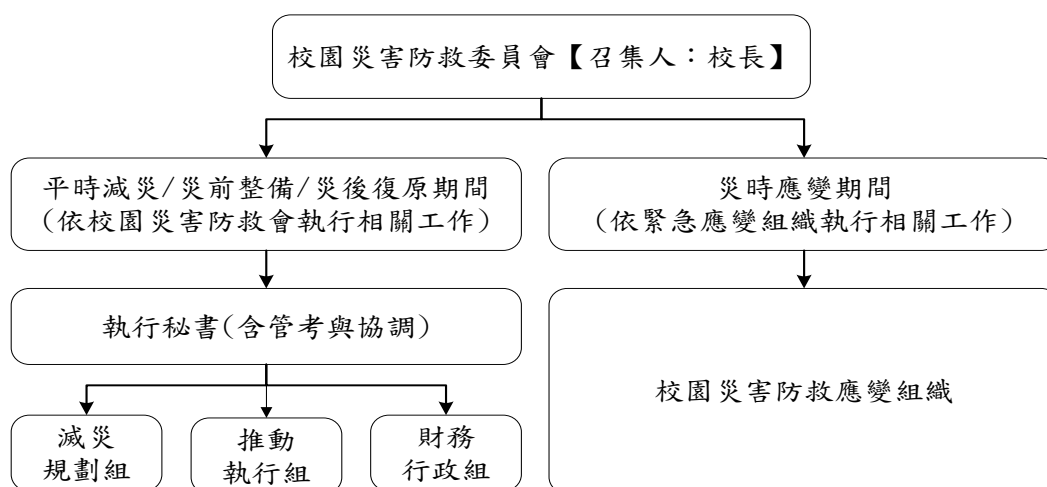 校園災害防救委員會【召集人：校長】
平時減災/災前整備/災後復原期間
(依校園災害防救會執行相關工作)
災時應變期間
(依緊急應變組織執行相關工作)
執行秘書(含管考與協調)
校園災害防救應變組織
減災
規劃組
推動
執行組
財務
行政組